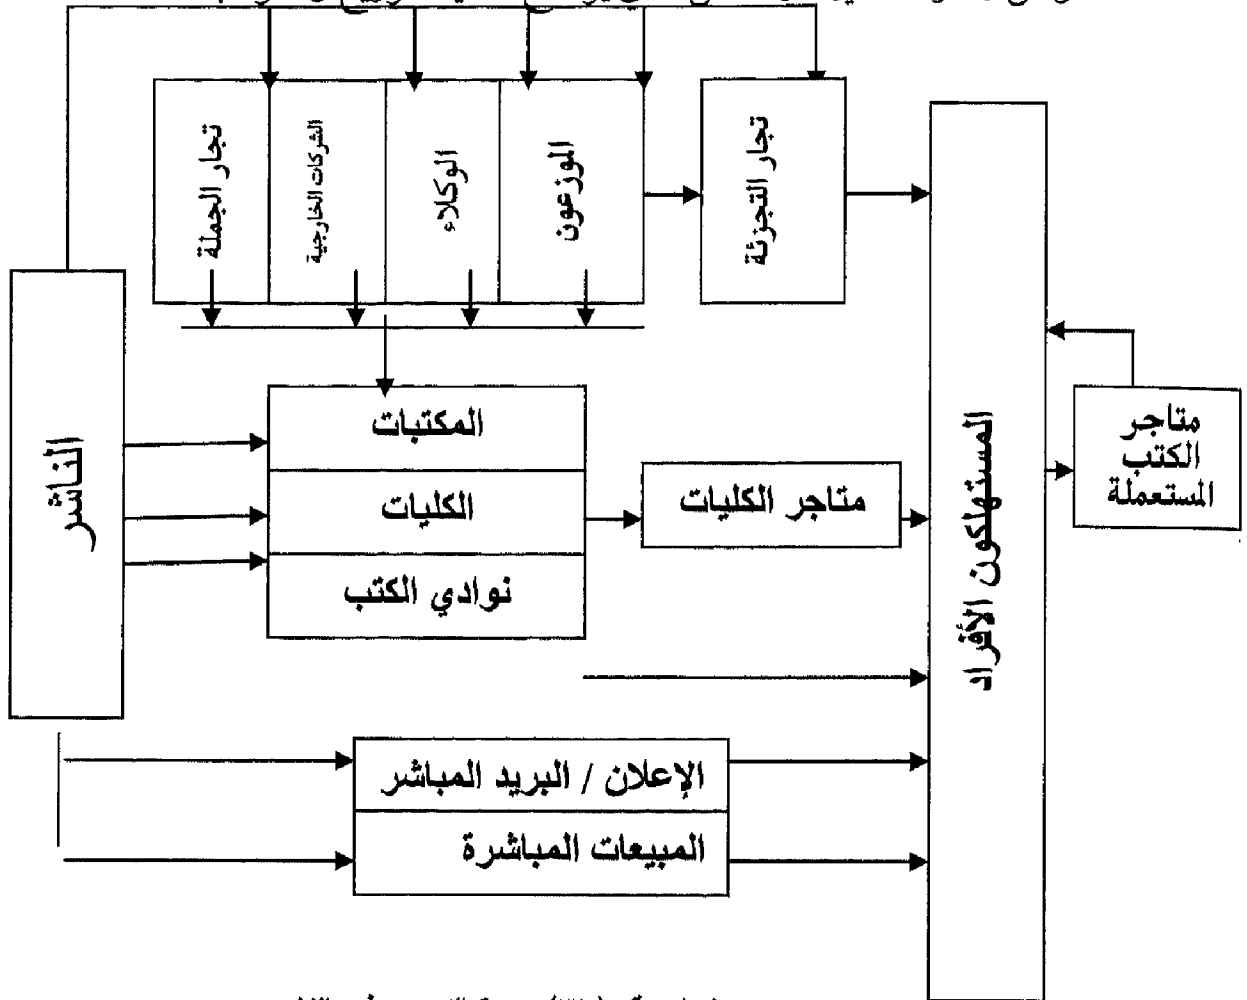 تجار الجملة
الشركات الخارجية
الوكلاء
الموزعون
تجار التجزئة
الناشر
المكتبات
الكليات
نوادي الكتب
متاجر الكليات
المستهلكون الأفراد
متاجر
الكتب
المستعملة
الإعلان / البريد المباشر
المبيعات المباشرة